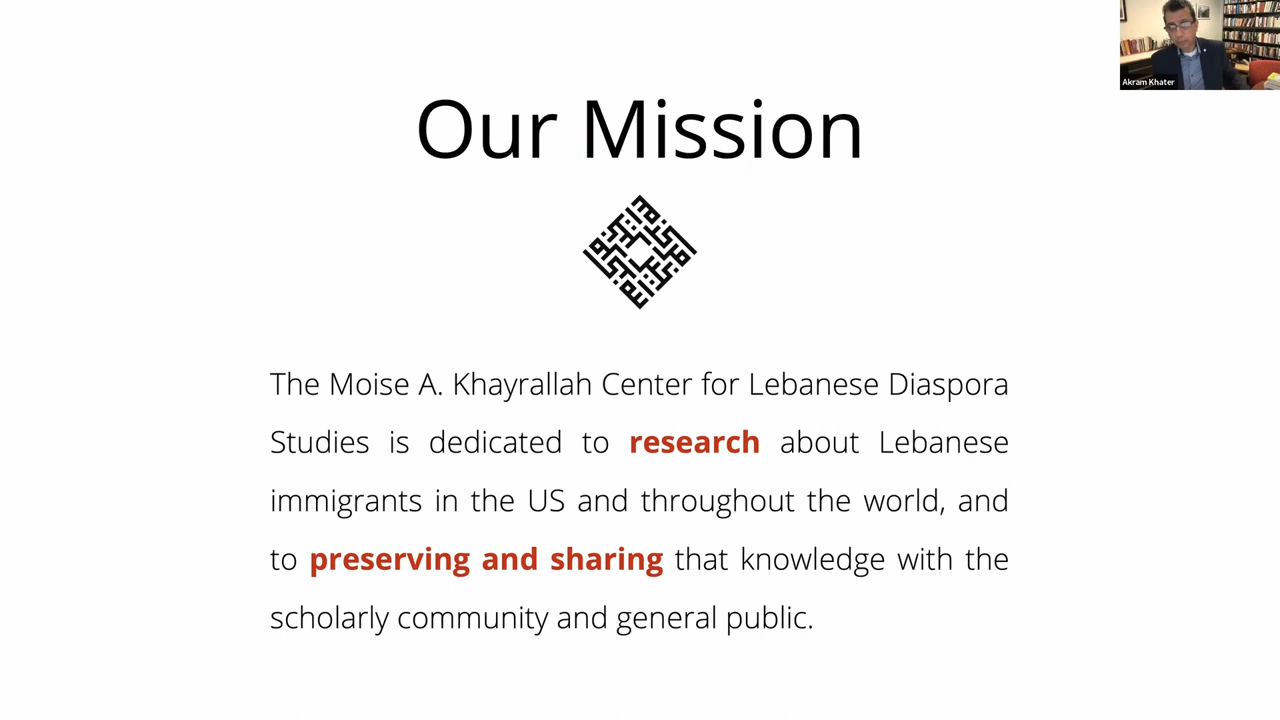 Akram Khater
Our Mission
The Moise A. Khayrallah Center for Lebanese Diaspora
Studies is dedicated to research about Lebanese
immigrants in the US and throughout the world, and
to preserving and sharing that knowledge with the
scholarly community and general public.